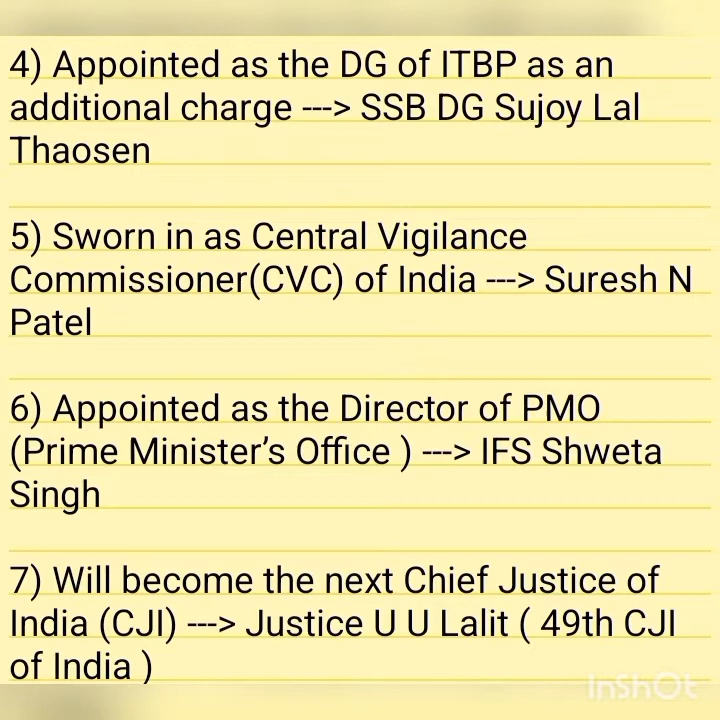 4) Appointed as the DG of ITBP as an
additional charge ---> SSB DG Sujoy Lal
Thaosen
5) Sworn in as Central Vigilance
Commissioner(CVC) of India ---> Suresh N
Patel
6) Appointed as the Director of PMO
(Prime Minister’s Office ) ---> IFS Shweta
Singh
7) Will become the next Chief Justice of
India (CJI) ---> Justice U U Lalit ( 49th CJI
of India )
InShOt